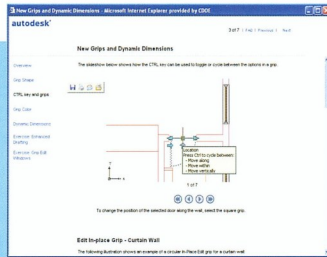 New Grips and Dynamic Dimensions - Microsoft Internet Explorer provided by CDDE
autodesk®
3 of 7 | FAQ | Previous | Next
New Grips and Dynamic Dimensions
The slideshow below shows how the CTRL key can be used to toggle or cycle between the options in a grip.
Overview
Grip Shape
CTRL key and grips
Grip Color
Dynamic Dimensions
Exercise: Enhanced
Drafting
Exercise: Grip Edit
Windows
Location
Press Ctrl to cycle between:
- Move along
- Move within
- Move vertically
1 of 7
To change the position of the selected door along the wall, select the square grip.
Edit In-place Grip - Curtain Wall
The following illustration shows an example of a circular In-Place Edit grip for a curtain wall